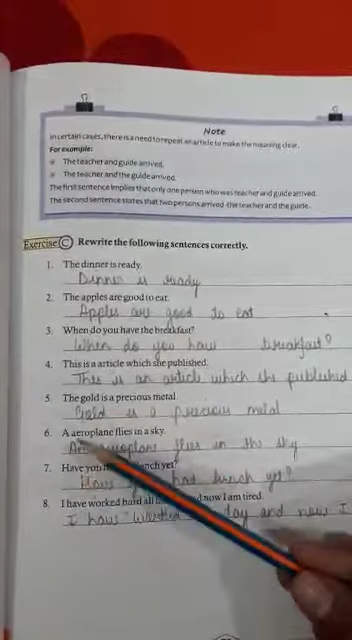 Note
In certain cases, there is a need to repeat an article to make the meaning clear.
For example:
The teacher and guide arrived.
The teacher and the guide arrived.
The first sentence implies that only one person who was teacher and guide arrived.
The second sentence states that two persons arrived-the teacher and the guide.
Exercise C Rewrite the following sentences correctly.
1. The dinner is ready.
Dinner is ready
2. The apples are good to eat.
Apples are good to eat
3. When do you have the breakfast?
When do you have breakfast?
4. This is a article which she published.
This is an article which she published
5. The gold is a precious metal
Gold is a precious metal
6. A aeroplane flies in a sky.
An aeroplane flies in the sky
7. Have you lunch yet?
Have had lunch yet?
8. I have worked hard all and now I am tired.
I have worked day and now I